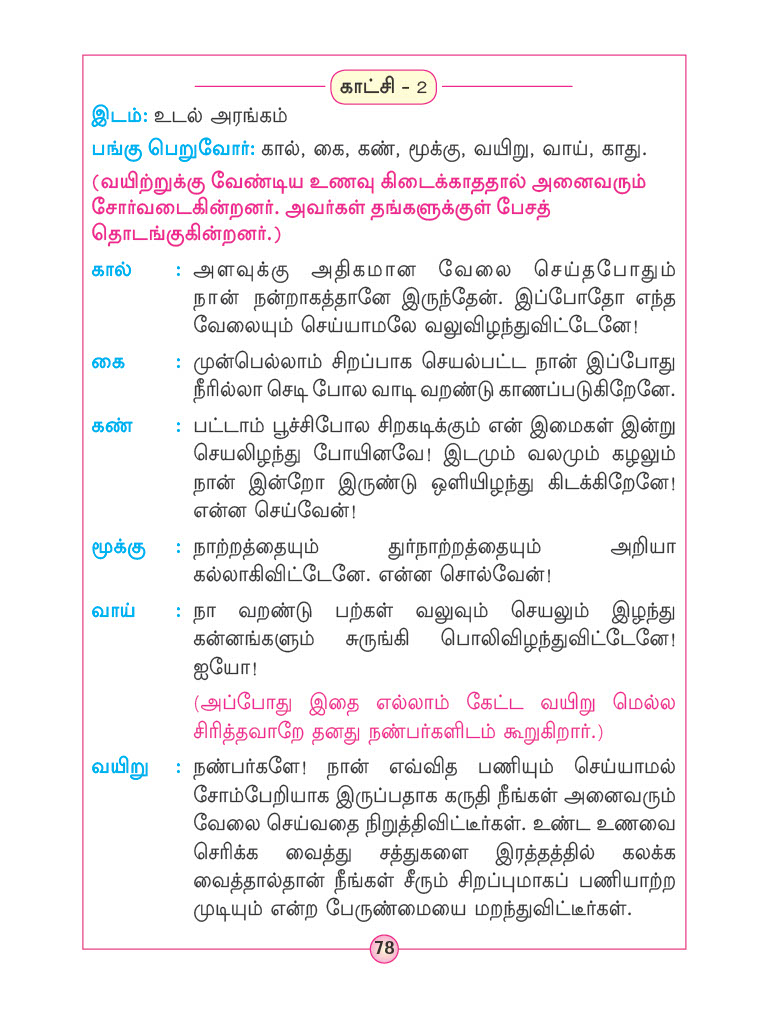 காட்சி - 2
இடம்: உடல் அரங்கம்
பங்கு பெறுவோர்: கால், கை, கண், மூக்கு, வயிறு, வாய், காது.
(வயிற்றுக்கு வேண்டிய உணவு கிடைக்காததால் அனைவரும்
சோர்வடைகின்றனர். அவர்கள் தங்களுக்குள் பேசத்
தொடங்குகின்றனர்.)
கால் : அளவுக்கு அதிகமான வேலை செய்தபோதும்
நான் நன்றாகத்தானே இருந்தேன். இப்போதோ எந்த
வேலையும் செய்யாமலே வலுவிழந்துவிட்டேனே!
கை : முன்பெல்லாம் சிறப்பாக செயல்பட்ட நான் இப்போது
நீரில்லா செடி போல வாடி வறண்டு காணப்படுகிறேனே.
கண் : பட்டாம் பூச்சிபோல சிறகடிக்கும் என் இமைகள் இன்று
செயலிழந்து போயினவே! இடமும் வலமும் கழலும்
நான் இன்றோ இருண்டு ஒளியிழந்து கிடக்கிறேனே!
என்ன செய்வேன்!
மூக்கு : நாற்றத்தையும் துர்நாற்றத்தையும் அறியா
கல்லாகிவிட்டேனே. என்ன சொல்வேன்!
வாய் : நா வறண்டு பற்கள் வலுவும் செயலும் இழந்து
கன்னங்களும் சுருங்கி பொலிவிழந்துவிட்டேனே!
ஐயோ!
(அப்போது இதை எல்லாம் கேட்ட வயிறு மெல்ல
சிரித்தவாறே தனது நண்பர்களிடம் கூறுகிறார்.)
வயிறு : நண்பர்களே! நான் எவ்வித பணியும் செய்யாமல்
சோம்பேறியாக இருப்பதாக கருதி நீங்கள் அனைவரும்
வேலை செய்வதை நிறுத்திவிட்டீர்கள். உண்ட உணவை
செரிக்க வைத்து சத்துகளை இரத்தத்தில் கலக்க
வைத்தால்தான் நீங்கள் சீரும் சிறப்புமாகப் பணியாற்ற
முடியும் என்ற பேருண்மையை மறந்துவிட்டீர்கள்.
78